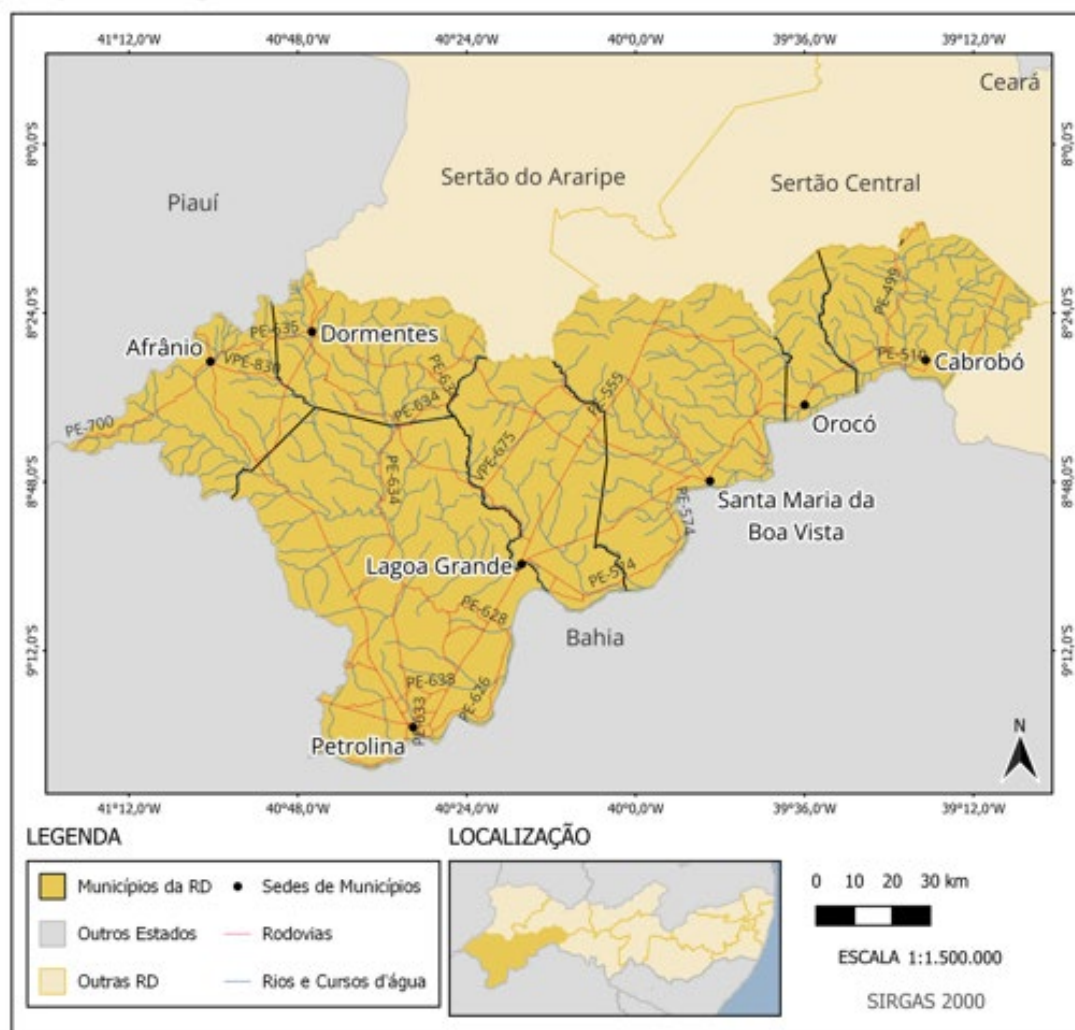 41°12,0'W 40°48,0'W 40°24,0'W 40°0,0'W 39°36,0'W 39°12,0'W
Ceará
8°0,0'S 8°0,0'S
Sertão do Araripe
Sertão Central
Piauí
8°24,0'S 8°24,0'S
PE-499
PE-635
Dormentes
Afrânio
VPE-830
PE-510
Cabrobó
PE-63
PE-634
PE-555
PE-700
Orocó
PE-634
VPE-675
8°48,0'S 8°48,0'S
Santa Maria da
Boa Vista
PE-574
Lagoa Grande
PE-574
PE-628
Bahia
9°12,0'S 9°12,0'S
PE-638
PE-626
PE-633
Petrolina
N
41°12,0'W 40°48,0'W 40°24,0'W 40°0,0'W 39°36,0'W 39°12,0'W
LEGENDA
Municípios da RD
Sedes de Municípios
Outros Estados
Rodovias
Outras RD
Rios e Cursos d'água
LOCALIZAÇÃO
0 10 20 30 km
ESCALA 1:1.500.000
SIRGAS 2000